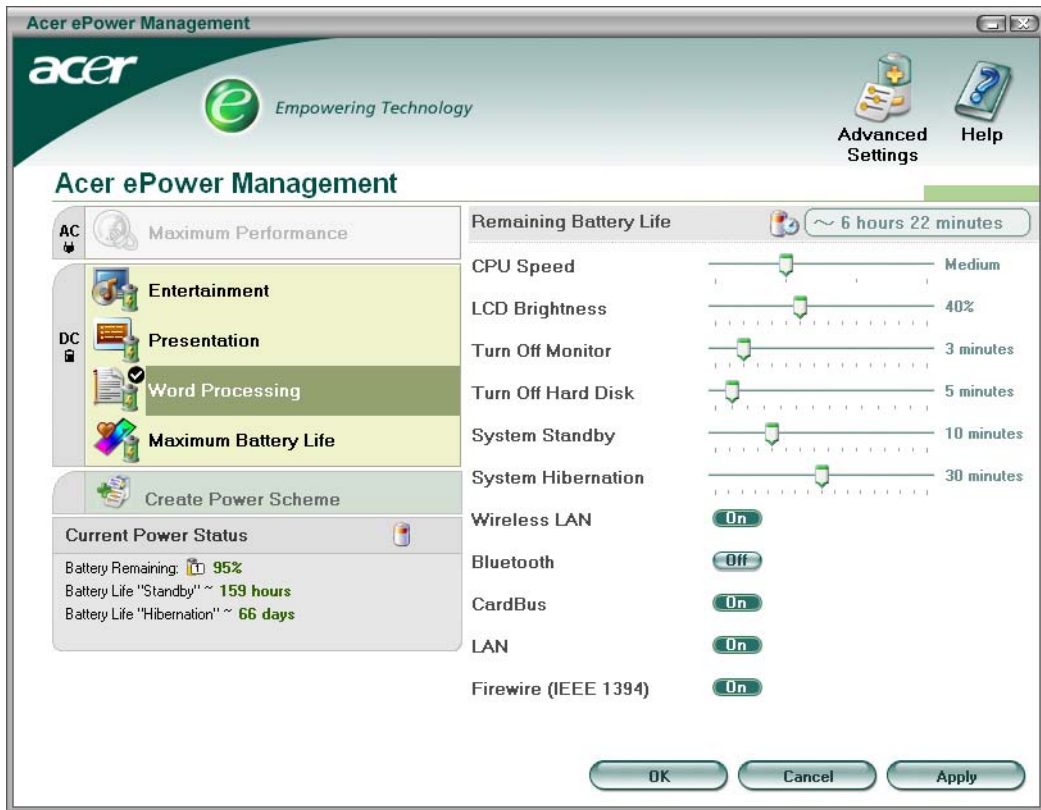 Acer ePower Management
acer
e Empowering Technology
Advanced Settings
Help
Acer ePower Management
AC
Maximum Performance
DC
Entertainment
Presentation
Word Processing
Maximum Battery Life
Create Power Scheme
Current Power Status
Battery Remaining: 1 95%
Battery Life "Standby" ~ 159 hours
Battery Life "Hibernation" ~ 66 days
Remaining Battery Life ~ 6 hours 22 minutes
CPU Speed Medium
LCD Brightness 40%
Turn Off Monitor 3 minutes
Turn Off Hard Disk 5 minutes
System Standby 10 minutes
System Hibernation 30 minutes
Wireless LAN On
Bluetooth Off
CardBus On
LAN On
Firewire (IEEE 1394) On
OK Cancel Apply